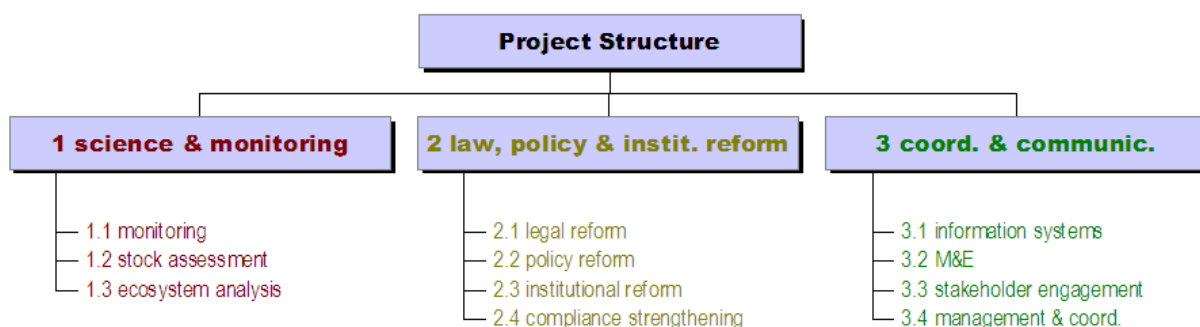 Project Structure
1 science & monitoring
1.1 monitoring
1.2 stock assessment
1.3 ecosystem analysis
2 law, policy & instit. reform
2.1 legal reform
2.2 policy reform
2.3 institutional reform
2.4 compliance strengthening
3 coord. & communic.
3.1 information systems
3.2 M&E
3.3 stakeholder engagement
3.4 management & coord.